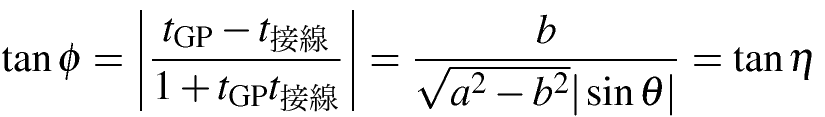 tan ϕ = | (t_GP − t_接線) / (1 + t_GP t_接線) | = b / (√(a² − b²) |sin θ|) = tan η